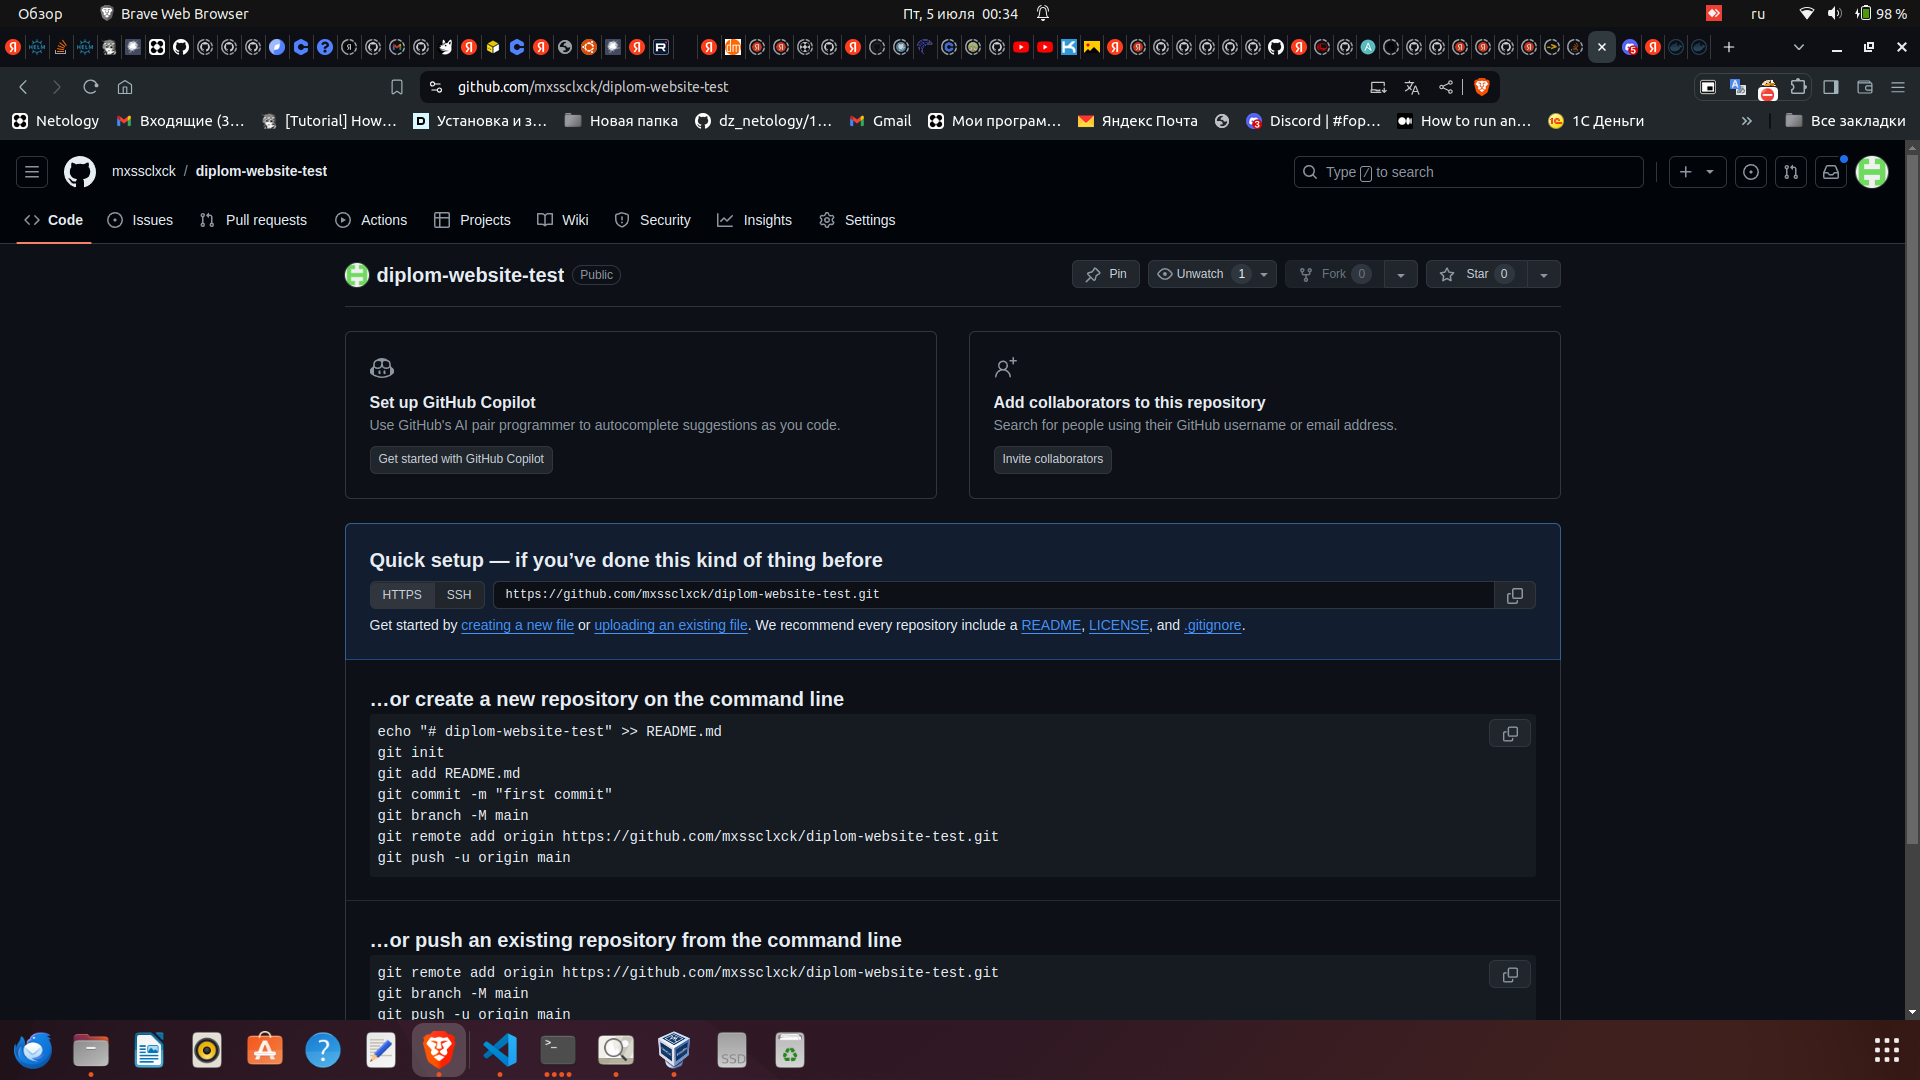 Обзор
Brave Web Browser
Пт, 5 июля 00:34
ru
98 %
github.com/mxssclxck/diplom-website-test
Netology
Входящие (3…
[Tutorial] How…
Установка и з…
Новая папка
dz_netology/1…
Gmail
Мои програм…
Яндекс Почта
Discord | #fop…
How to run an…
1С Деньги
»
Все закладки
mxssclxck / diplom-website-test
Type / to search
Code
Issues
Pull requests
Actions
Projects
Wiki
Security
Insights
Settings
diplom-website-test
Public
Pin
Unwatch 1
Fork 0
Star 0
Set up GitHub Copilot
Use GitHub's AI pair programmer to autocomplete suggestions as you code.
Get started with GitHub Copilot
Add collaborators to this repository
Search for people using their GitHub username or email address.
Invite collaborators
Quick setup — if you’ve done this kind of thing before
HTTPS
SSH
https://github.com/mxssclxck/diplom-website-test.git
Get started by creating a new file or uploading an existing file. We recommend every repository include a README, LICENSE, and .gitignore.
…or create a new repository on the command line
echo "# diplom-website-test" >> README.md
git init
git add README.md
git commit -m "first commit"
git branch -M main
git remote add origin https://github.com/mxssclxck/diplom-website-test.git
git push -u origin main
…or push an existing repository from the command line
git remote add origin https://github.com/mxssclxck/diplom-website-test.git
git branch -M main
git push -u origin main
SSD